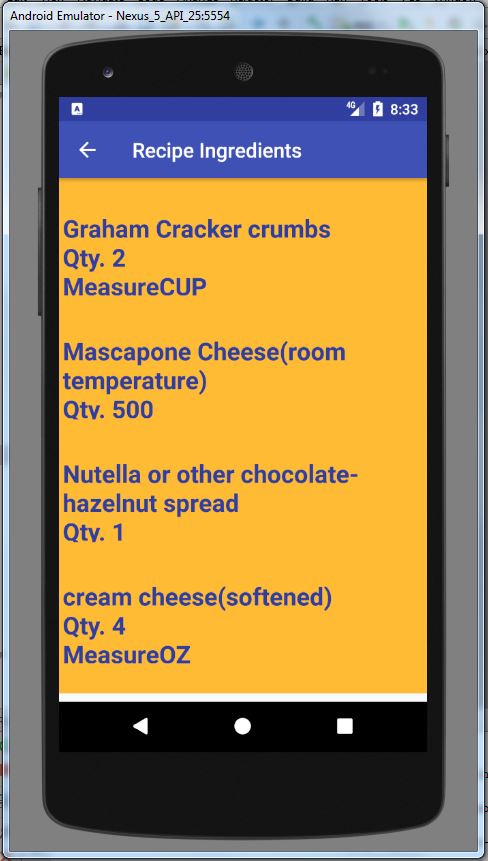 Android Emulator - Nexus_5_API_25:5554
4G 8:33
Recipe Ingredients
Graham Cracker crumbs
Qty. 2
MeasureCUP
Mascapone Cheese(room
temperature)
Qty. 500
Nutella or other chocolate-
hazelnut spread
Qty. 1
cream cheese(softened)
Qty. 4
MeasureOZ